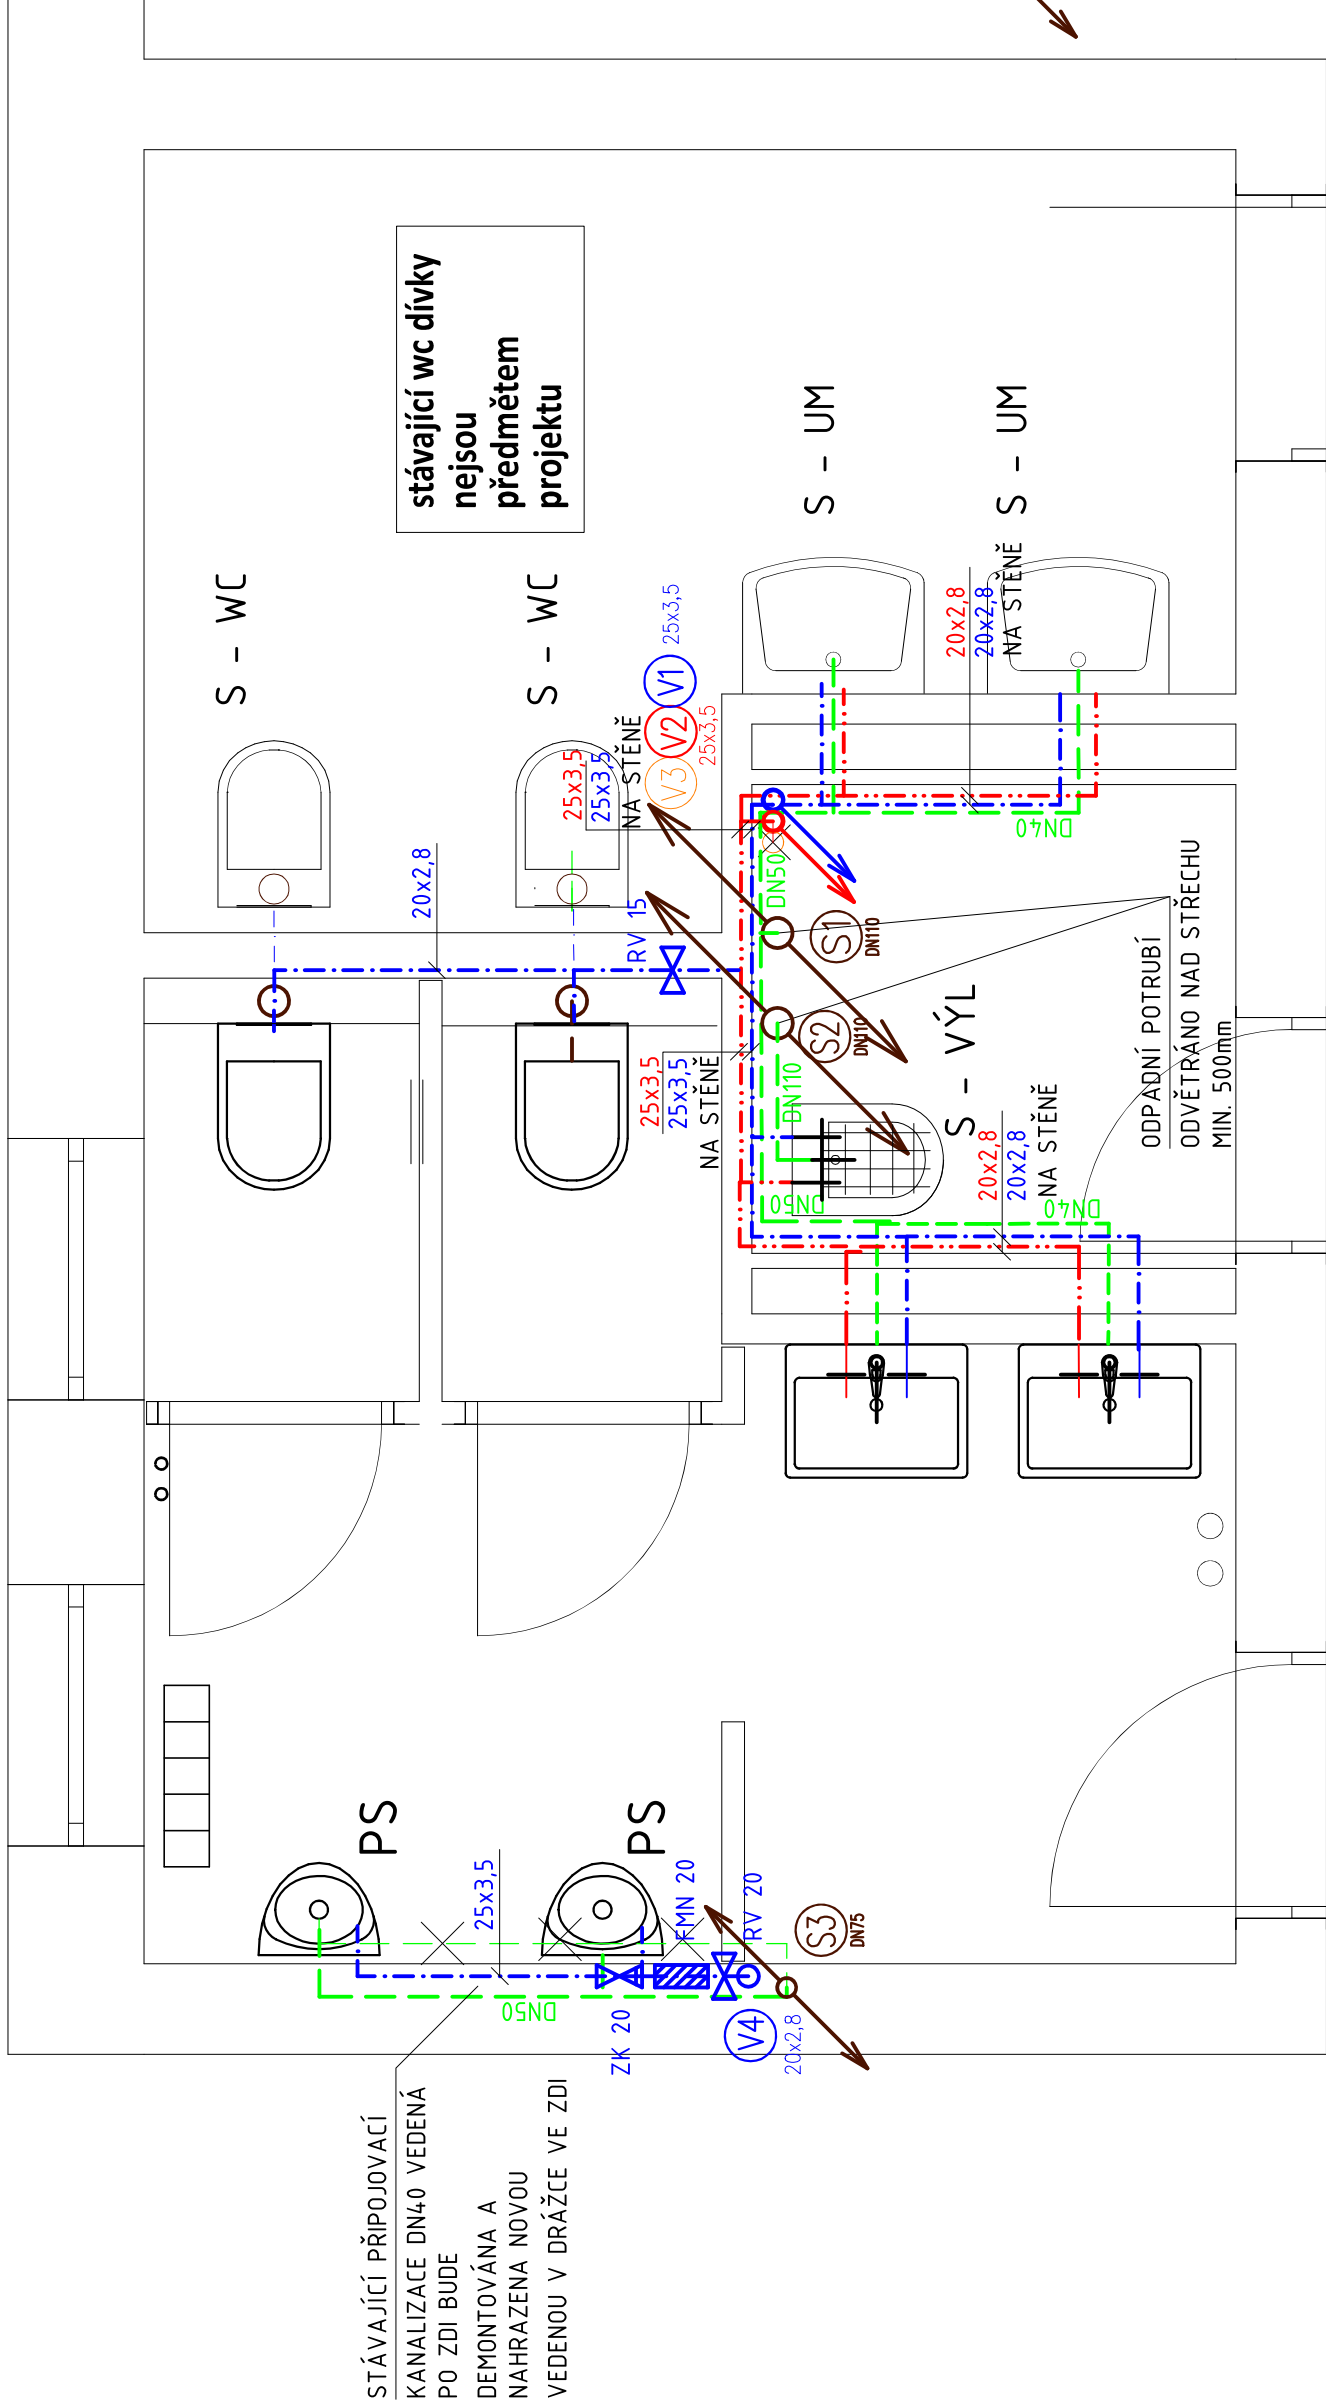 STÁVAJÍCÍ PŘIPOJOVACÍ
KANALIZACE DN40 VEDENÁ
PO ZDI BUDE
DEMONTOVÁNA A
NAHRAZENA NOVOU
VEDENOU V DRÁŽCE VE ZDI
DN50
ZK 20
V4
20x2,8
PS
25x3,5
PS
FMN 20
RV 20
S3
DN75
S - WC
S - WC
20x2,8
RV 15
stávající wc dívky
nejsou
předmětem
projektu
25x3,5
25x3,5
NA STĚNĚ
V3
V2
V1
25x3,5
25x3,5
25x3,5
25x3,5
NA STĚNĚ
DN50
S1
DN110
S2
DN110
DN110
DN50
S - VÝL
20x2,8
20x2,8
NA STĚNĚ
DN40
ODPADNÍ POTRUBÍ
ODVĚTRÁNO NAD STŘECHU
MIN. 500mm
S - UM
S - UM
20x2,8
20x2,8
NA STĚNĚ
DN40